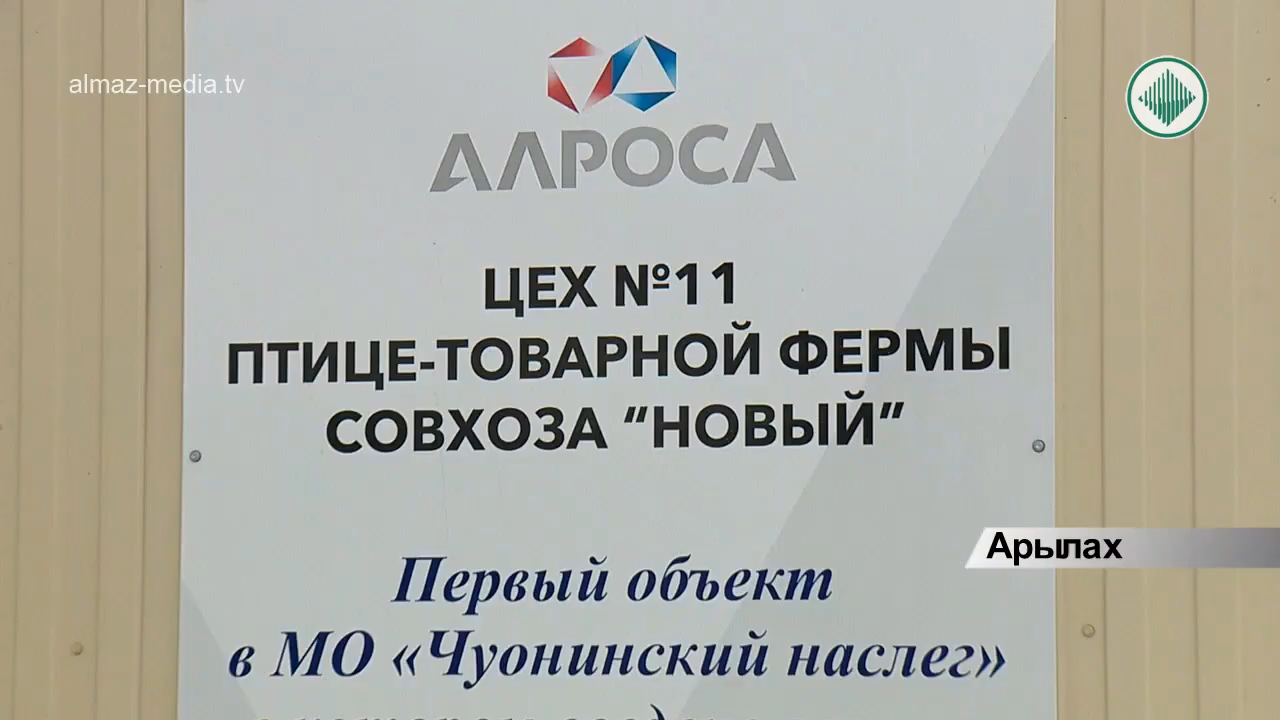 almaz-media.tv
АЛРОСА
ЦЕХ №11
ПТИЦЕ-ТОВАРНОЙ ФЕРМЫ
СОВХОЗА “НОВЫЙ”
Арылах
Первый объект
в МО «Чуонинский наслег»